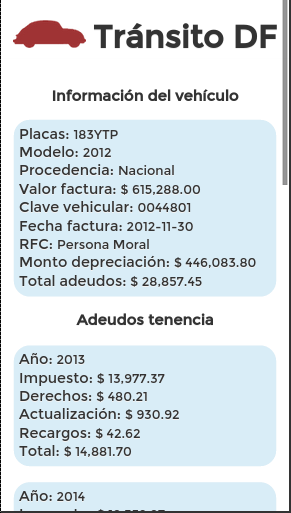 Tránsito DF
Información del vehículo
Placas: 183YTP
Modelo: 2012
Procedencia: Nacional
Valor factura: $ 615,288.00
Clave vehicular: 0044801
Fecha factura: 2012-11-30
RFC: Persona Moral
Monto depreciación: $ 446,083.80
Total adeudos: $ 28,857.45
Adeudos tenencia
Año: 2013
Impuesto: $ 13,977.37
Derechos: $ 480.21
Actualización: $ 930.92
Recargos: $ 42.62
Total: $ 14,881.70
Año: 2014